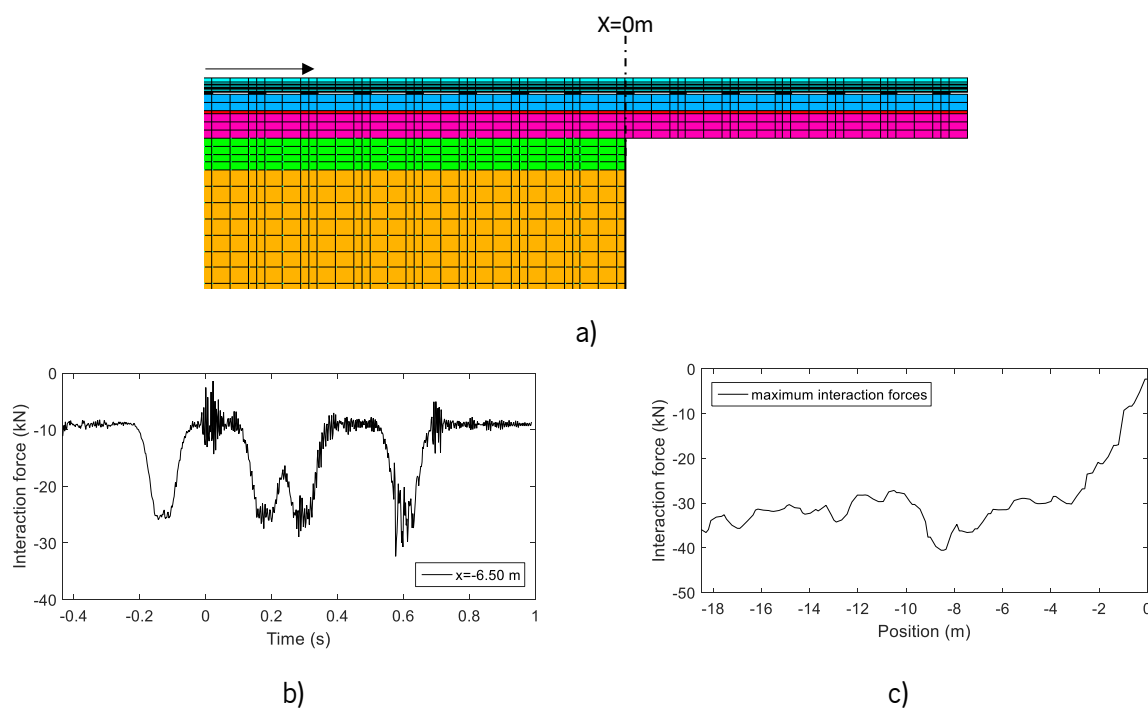 X=0m
a)
0
-10
-20
-30
-40
Interaction force (kN)
-0.4 -0.2 0 0.2 0.4 0.6 0.8 1
Time (s)
x=-6.50 m
b)
0
-10
-20
-30
-40
-50
Interaction force (kN)
maximum interaction forces
-18 -16 -14 -12 -10 -8 -6 -4 -2 0
Position (m)
c)